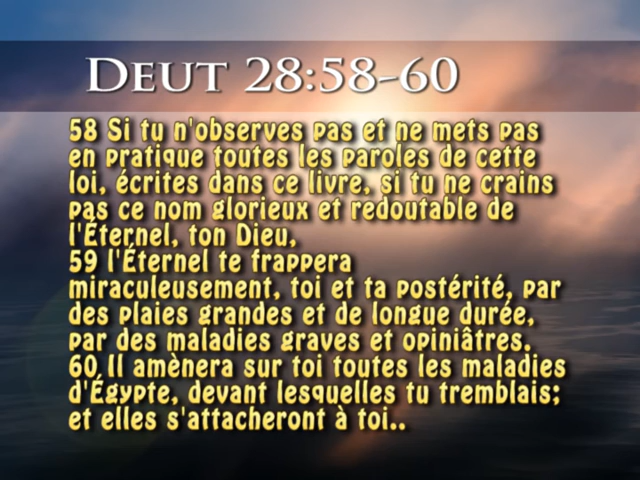 Deut 28:58-60
58 Si tu n'observes pas et ne mets pas
en pratique toutes les paroles de cette
loi, écrites dans ce livre, si tu ne crains
pas ce nom glorieux et redoutable de
l'Éternel, ton Dieu,
59 l'Éternel te frappera
miraculeusement, toi et ta postérité, par
des plaies grandes et de longue durée,
par des maladies graves et opiniâtres.
60 Il amènera sur toi toutes les maladies
d'Égypte, devant lesquelles tu tremblais;
et elles s'attacheront à toi..